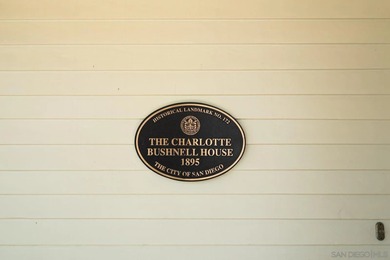 HISTORICAL LANDMARK NO. 172
THE CHARLOTTE
BUSHNELL HOUSE
1895
THE CITY OF SAN DIEGO
SAN DIEGO MLS